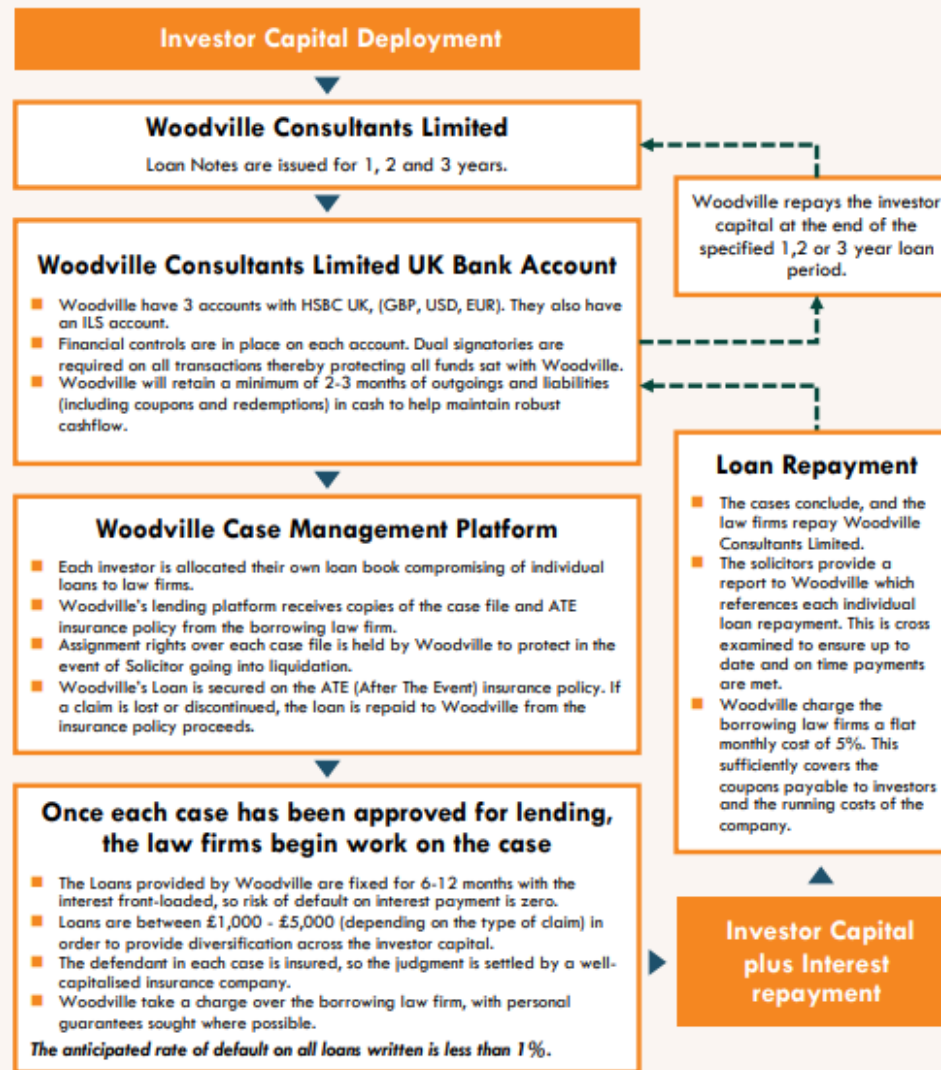 Investor Capital Deployment
Woodville Consultants Limited
Loan Notes are issued for 1, 2 and 3 years.
Woodville repays the investor
capital at the end of the
specified 1,2 or 3 year loan
period.
Woodville Consultants Limited UK Bank Account
Woodville have 3 accounts with HSBC UK, (GBP, USD, EUR). They also have
an ILS account.
Financial controls are in place on each account. Dual signatories are
required on all transactions thereby protecting all funds sat with Woodville.
Woodville will retain a minimum of 2-3 months of outgoings and liabilities
(including coupons and redemptions) in cash to help maintain robust
cashflow.
Woodville Case Management Platform
Each investor is allocated their own loan book compromising of individual
loans to law firms.
Woodville's lending platform receives copies of the case file and ATE
insurance policy from the borrowing law firm.
Assignment rights over each case file is held by Woodville to protect in the
event of Solicitor going into liquidation.
Woodville's Loan is secured on the ATE (After The Event) insurance policy. If
a claim is lost or discontinued, the loan is repaid to Woodville from the
insurance policy proceeds.
Once each case has been approved for lending,
the law firms begin work on the case
The Loans provided by Woodville are fixed for 6-12 months with the
interest front-loaded, so risk of default on interest payment is zero.
Loans are between £1,000 - £5,000 (depending on the type of claim) in
order to provide diversification across the investor capital.
The defendant in each case is insured, so the judgment is settled by a well-
capitalised insurance company.
Woodville take a charge over the borrowing law firm, with personal
guarantees sought where possible.
The anticipated rate of default on all loans written is less than 1%.
Loan Repayment
The cases conclude, and the
law firms repay Woodville
Consultants Limited.
The solicitors provide a
report to Woodville which
references each individual
loan repayment. This is cross
examined to ensure up to
date and on time payments
are met.
Woodville charge the
borrowing law firms a flat
monthly cost of 5%. This
sufficiently covers the
coupons payable to investors
and the running costs of the
company.
Investor Capital
plus Interest
repayment